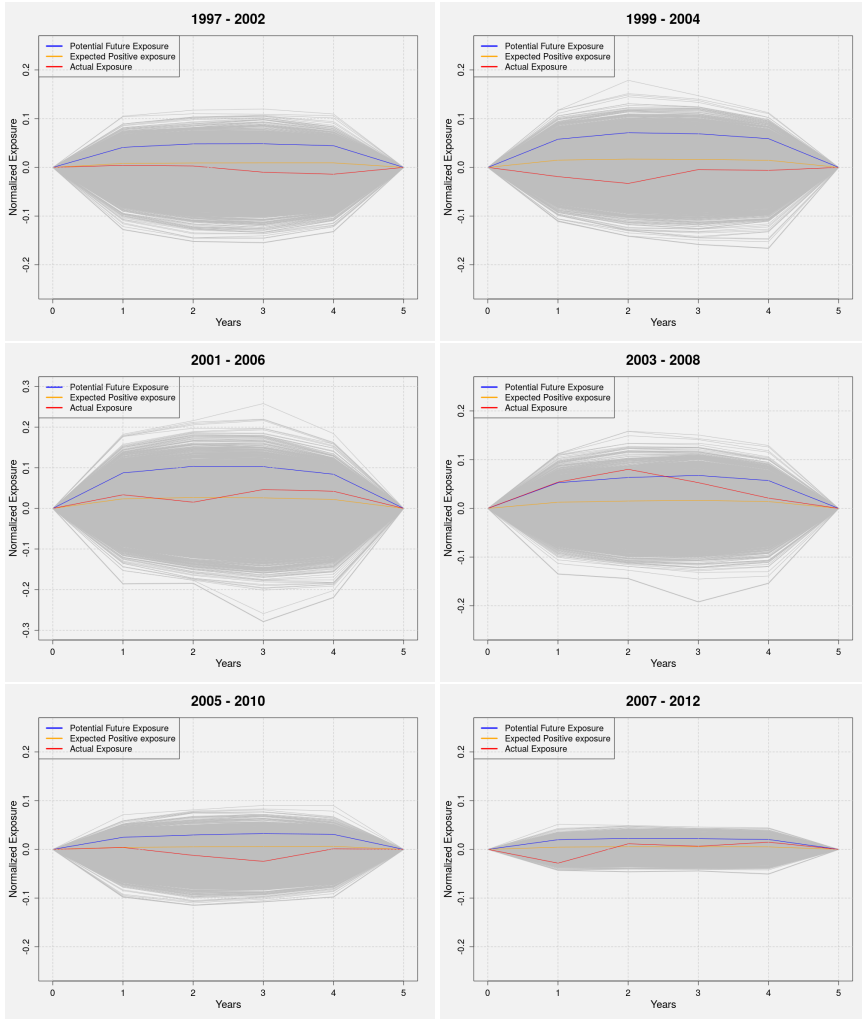 1997 - 2002
Potential Future Exposure
Expected Positive exposure
Actual Exposure
Normalized Exposure
0.2
0.1
0.0
-0.1
-0.2
0 1 2 3 4 5
Years
1999 - 2004
Potential Future Exposure
Expected Positive exposure
Actual Exposure
Normalized Exposure
0.2
0.1
0.0
-0.1
-0.2
0 1 2 3 4 5
Years
2001 - 2006
Potential Future Exposure
Expected Positive exposure
Actual Exposure
Normalized Exposure
0.3
0.2
0.1
0.0
-0.1
-0.2
-0.3
0 1 2 3 4 5
Years
2003 - 2008
Potential Future Exposure
Expected Positive exposure
Actual Exposure
Normalized Exposure
0.2
0.1
0.0
-0.1
-0.2
0 1 2 3 4 5
Years
2005 - 2010
Potential Future Exposure
Expected Positive exposure
Actual Exposure
Normalized Exposure
0.2
0.1
0.0
-0.1
-0.2
0 1 2 3 4 5
Years
2007 - 2012
Potential Future Exposure
Expected Positive exposure
Actual Exposure
Normalized Exposure
0.2
0.1
0.0
-0.1
-0.2
0 1 2 3 4 5
Years